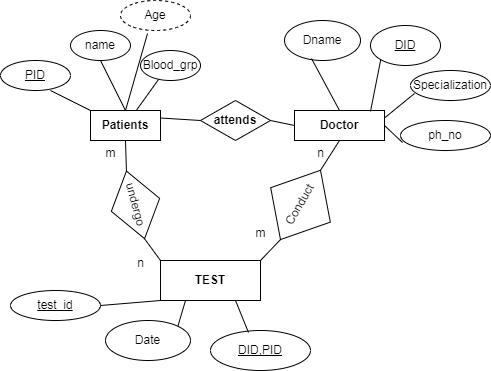 Age
name
Dname
DID
PID
Blood_grp
Specialization
Patients
attends
Doctor
ph_no
m
n
undergo
Conduct
m
n
TEST
test_id
Date
DID,PID